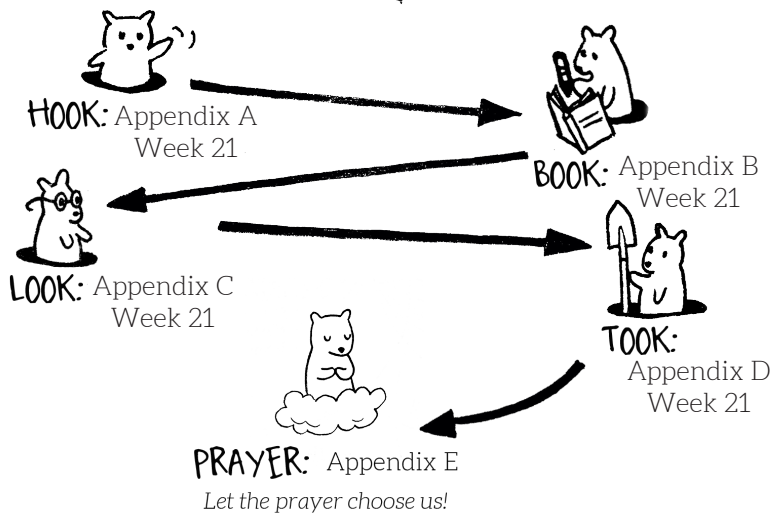 HOOK: Appendix A
Week 21
BOOK: Appendix B
Week 21
LOOK: Appendix C
Week 21
TOOK:
Appendix D
Week 21
PRAYER: Appendix E
Let the prayer choose us!